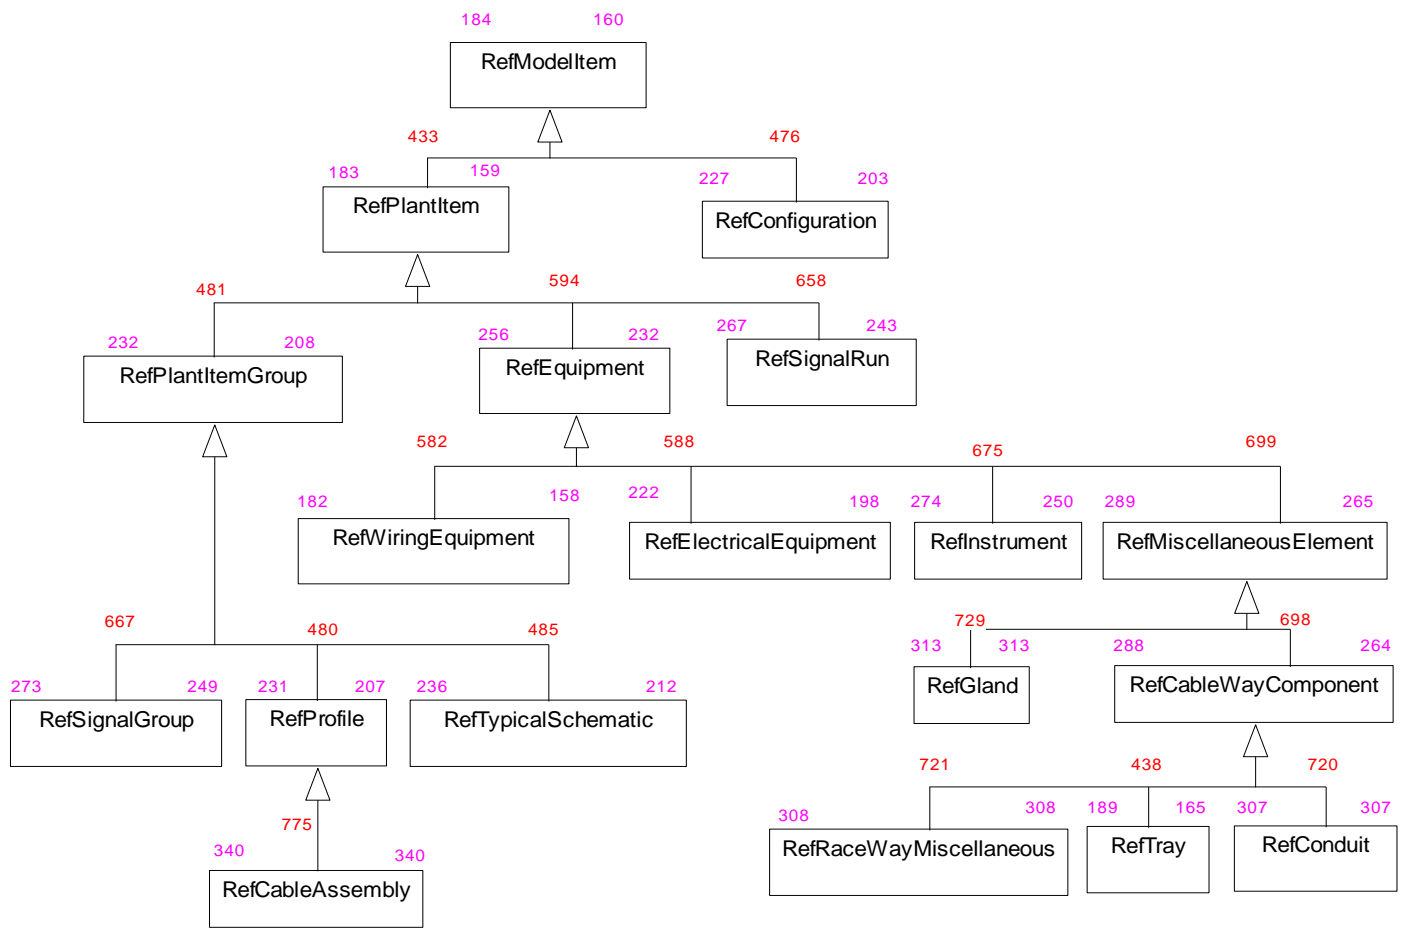 184 160
RefModelItem
433 476
183 159 227 203
RefPlantItem RefConfiguration
481 594 658
232 208 256 232 267 243
RefPlantItemGroup RefEquipment RefSignalRun
582 588 675 699
182 158 222 198 274 250 289 265
RefWiringEquipment RefElectricalEquipment RefInstrument RefMiscellaneousElement
667 480 485 729 698
313 313 288 264
RefGland RefCableWayComponent
273 249 231 207 236 212
RefSignalGroup RefProfile RefTypicalSchematic
721 438 720
308 308 189 165 307 307
RefRaceWayMiscellaneous RefTray RefConduit
775
340 340
RefCableAssembly